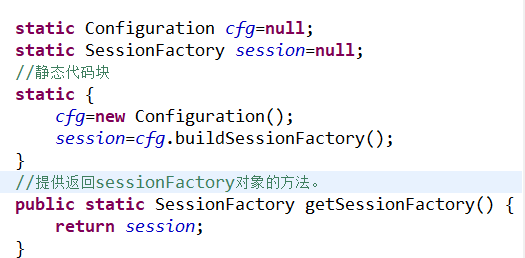 static Configuration cfg=null;
static SessionFactory session=null;
//静态代码块
static {
cfg=new Configuration();
session=cfg.buildSessionFactory();
}
//提供返回sessionFactory对象的方法。
public static SessionFactory getSessionFactory() {
return session;
}